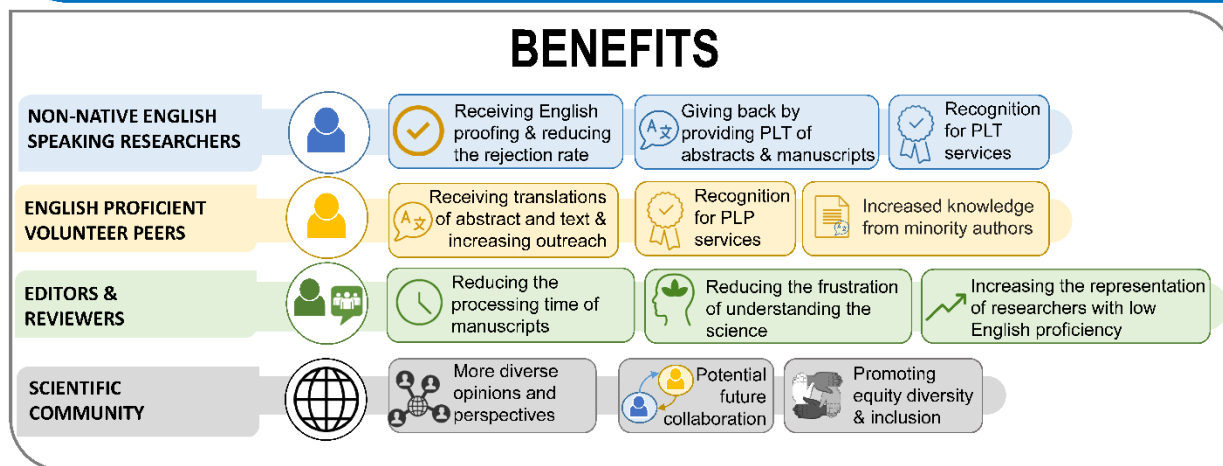 BENEFITS
NON-NATIVE ENGLISH
SPEAKING RESEARCHERS
Receiving English
proofing & reducing
the rejection rate
Giving back by
providing PLT of
abstracts & manuscripts
Recognition
for PLT
services
ENGLISH PROFICIENT
VOLUNTEER PEERS
Receiving translations
of abstract and text &
increasing outreach
Recognition
for PLP
services
Increased knowledge
from minority authors
EDITORS &
REVIEWERS
Reducing the
processing time of
manuscripts
Reducing the frustration
of understanding the
science
Increasing the representation
of researchers with low
English proficiency
SCIENTIFIC
COMMUNITY
More diverse
opinions and
perspectives
Potential
future
collaboration
Promoting
equity diversity
& inclusion